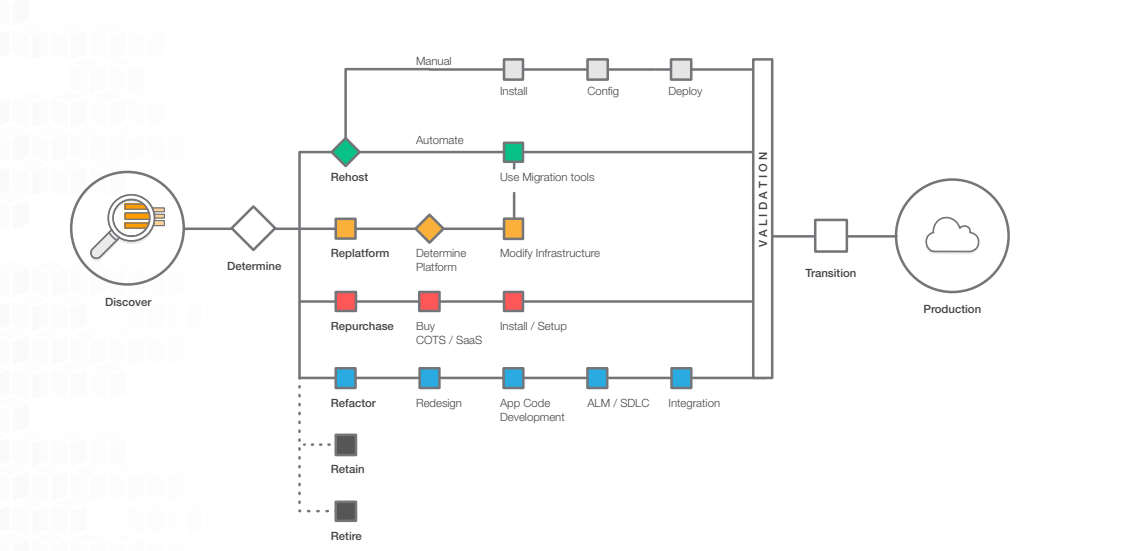 Manual
Install
Config
Deploy
Automate
Rehost
Use Migration tools
VALIDATION
Determine
Replatform
Determine
Platform
Modify Infrastructure
Discover
Transition
Production
Repurchase
Buy
COTS / SaaS
Install / Setup
Refactor
Redesign
App Code
Development
ALM / SDLC
Integration
Retain
Retire